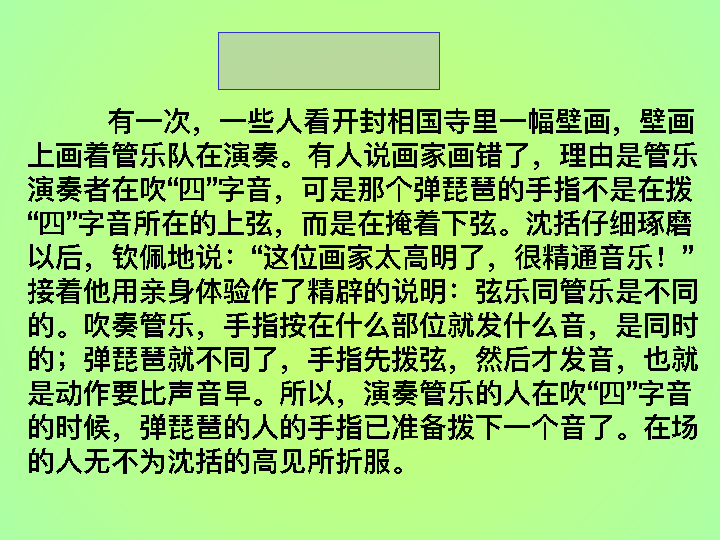 有一次，一些人看开封相国寺里一幅壁画，壁画
上画着管乐队在演奏。有人说画家画错了，理由是管乐
演奏者在吹“四”字音，可是那个弹琵琶的手指不是在拨
“四”字音所在的上弦，而是在掩着下弦。沈括仔细琢磨
以后，钦佩地说：“这位画家太高明了，很精通音乐！”
接着他用亲身体验作了精辟的说明：弦乐同管乐是不同
的。吹奏管乐，手指按在什么部位就发什么音，是同时
的；弹琵琶就不同了，手指先拨弦，然后才发音，也就
是动作要比声音早。所以，演奏管乐的人在吹“四”字音
的时候，弹琵琶的人的手指已准备拨下一个音了。在场
的人无不为沈括的高见所折服。